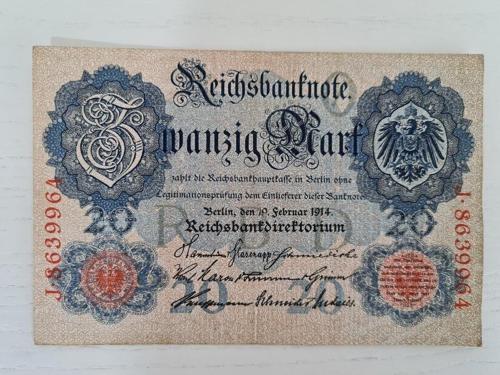 Reichsbanknote.
Zwanzig Mark
zahlt die Reichsbankhauptkasse in Berlin ohne
Legitimationsprüfung dem Einlieferer dieser Banknote
Berlin, den 19. Februar 1914.
Reichsbankdirektorium
20
20
J·8639964
J·8639964
20
20